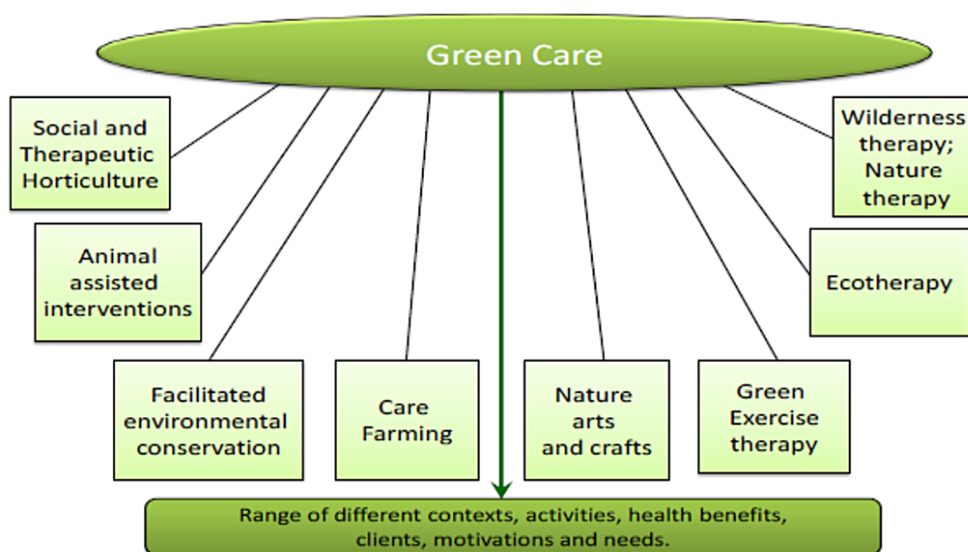 Green Care
Social and
Therapeutic
Horticulture
Animal
assisted
interventions
Facilitated
environmental
conservation
Care
Farming
Nature
arts
and crafts
Green
Exercise
therapy
Ecotherapy
Wilderness
therapy;
Nature
therapy
Range of different contexts, activities, health benefits,
clients, motivations and needs.